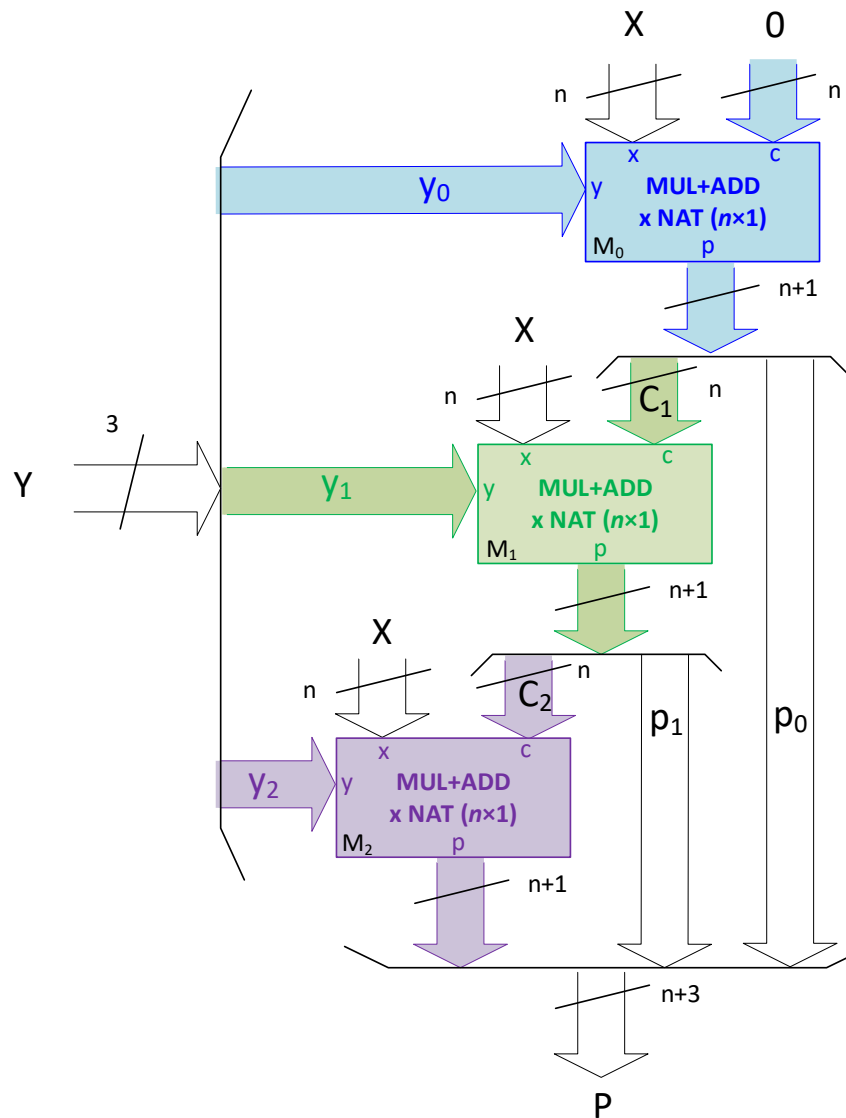 X 0
n n
x c
y₀ y MUL+ADD
x NAT (n×1)
M₀ p
n+1
X
n n
C₁
3
x c
Y y₁ y MUL+ADD
x NAT (n×1)
M₁ p
n+1
X
n n
C₂
p₁ p₀
x c
y₂ y MUL+ADD
x NAT (n×1)
M₂ p
n+1
n+3
P